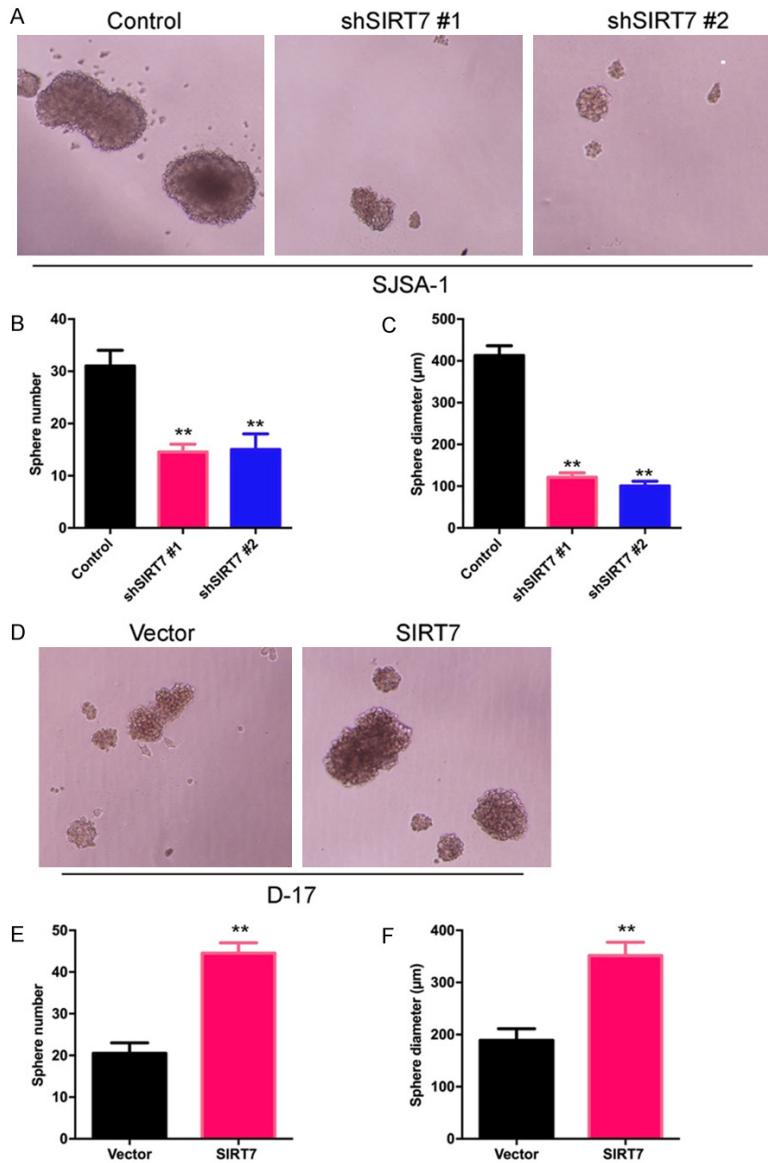 A
Control
shSIRT7 #1
shSIRT7 #2
SJSA-1
B
Sphere number
40
30
20
10
0
**
**
Control
shSIRT7 #1
shSIRT7 #2
C
Sphere diameter (μm)
500
400
300
200
100
0
**
**
Control
shSIRT7 #1
shSIRT7 #2
D
Vector
SIRT7
D-17
E
Sphere number
50
40
30
20
10
0
**
Vector
SIRT7
F
Sphere diameter (μm)
400
300
200
100
0
**
Vector
SIRT7